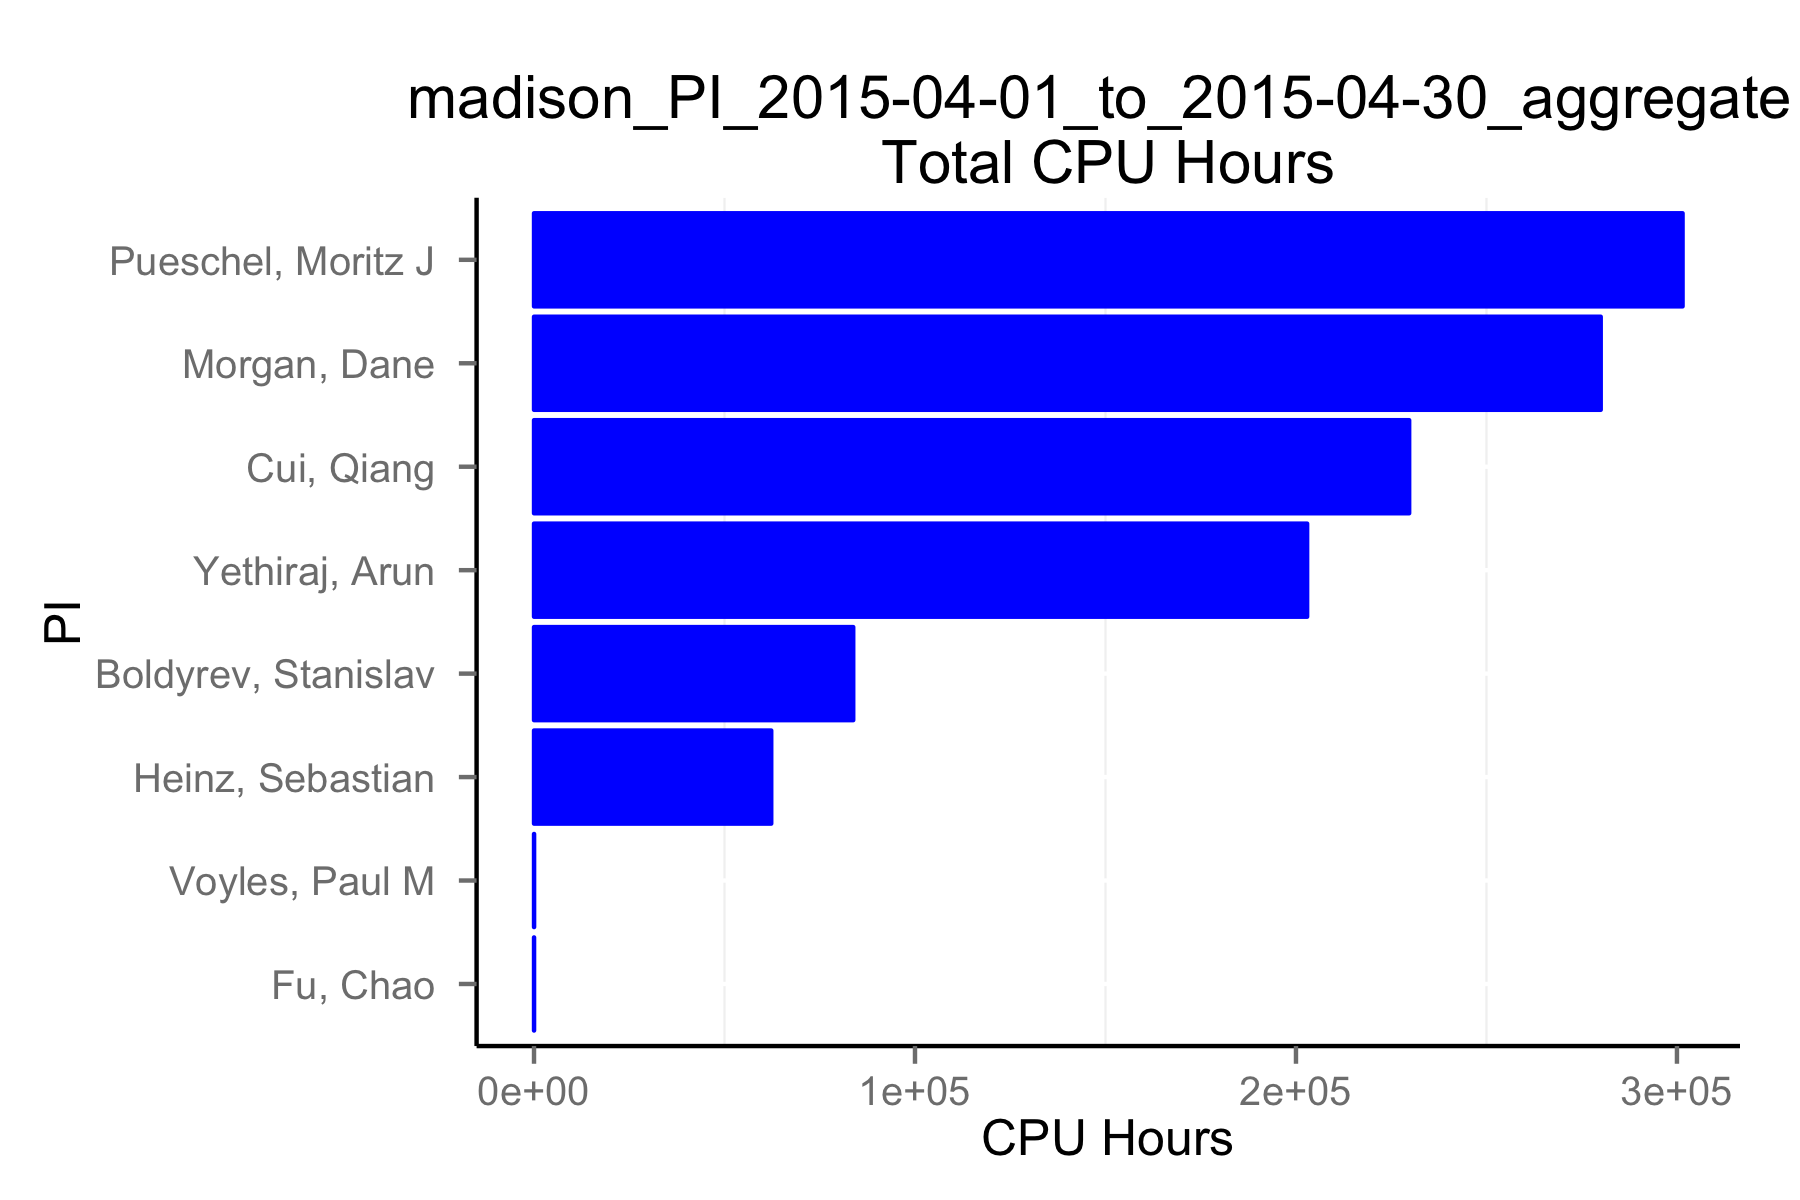 madison_PI_2015-04-01_to_2015-04-30_aggregate
Total CPU Hours
Pueschel, Moritz J
Morgan, Dane
Cui, Qiang
Yethiraj, Arun
Boldyrev, Stanislav
Heinz, Sebastian
Voyles, Paul M
Fu, Chao
PI
0e+00 1e+05 2e+05 3e+05
CPU Hours